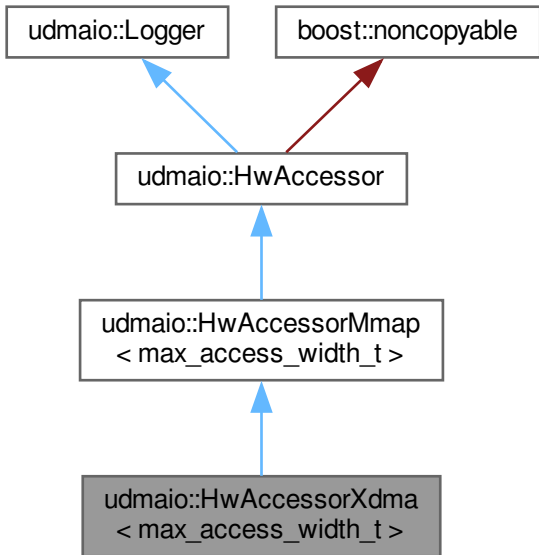 udmaio::Logger
boost::noncopyable
udmaio::HwAccessor
udmaio::HwAccessorMmap
< max_access_width_t >
udmaio::HwAccessorXdma
< max_access_width_t >